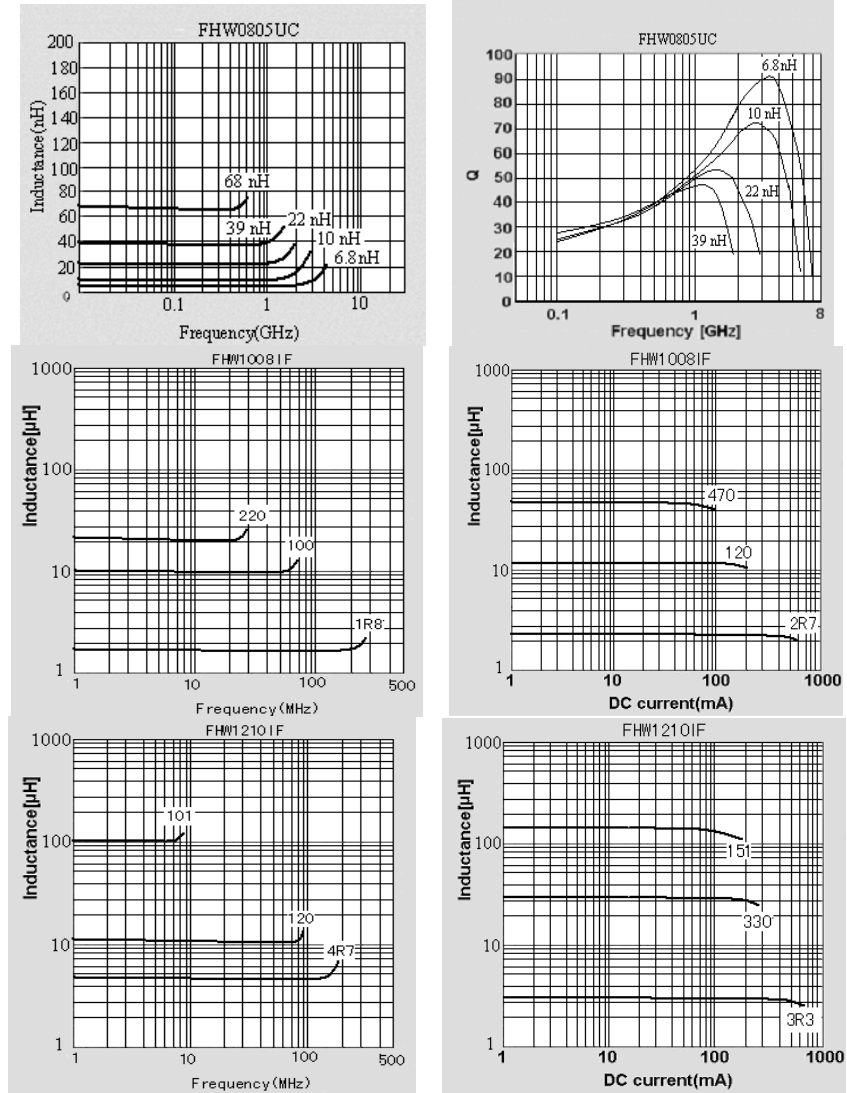 FHW0805UC
Inductance(nH)
200
180
160
140
120
100
80
60
40
20
0
68 nH
39 nH
22 nH
10 nH
6.8nH
0.1
1
10
Frequency(GHz)
FHW0805UC
Q
100
90
80
70
60
50
40
30
20
10
0
6.8nH
10 nH
22 nH
39 nH
0.1
1
8
Frequency [GHz]
FHW1008IF
Inductance[μH]
1000
100
10
1
220
100
1R8
1
10
100
500
Frequency(MHz)
FHW1008IF
Inductance[μH]
1000
100
10
1
470
120
2R7
1
10
100
1000
DC current(mA)
FHW1210IF
Inductance[μH]
1000
100
10
1
101
120
4R7
1
10
100
500
Frequency(MHz)
FHW1210IF
Inductance[μH]
1000
100
10
1
151
330
3R3
1
10
100
1000
DC current(mA)